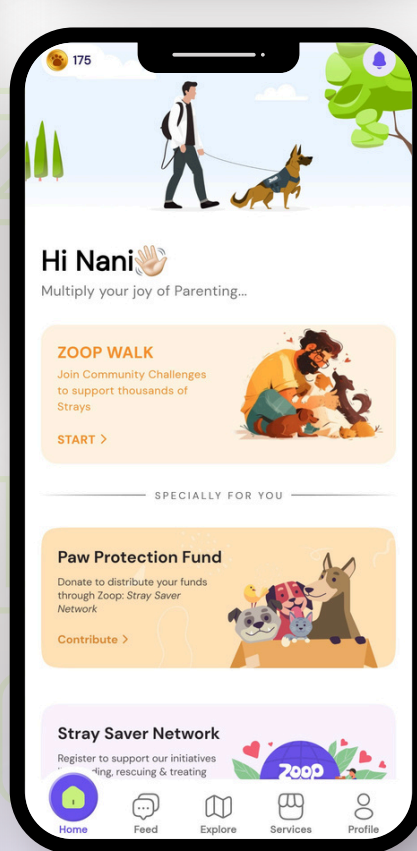 175
Hi Nani👋🏻
Multiply your joy of Parenting...
ZOOP WALK
Join Community Challenges
to support thousands of
Strays
START >
SPECIALLY FOR YOU
Paw Protection Fund
Donate to distribute your funds
through Zoop: Stray Saver
Network
Contribute >
Stray Saver Network
Register to support our initiatives
rescuing & treating
ZOOP
Home
Feed
Explore
Services
Profile